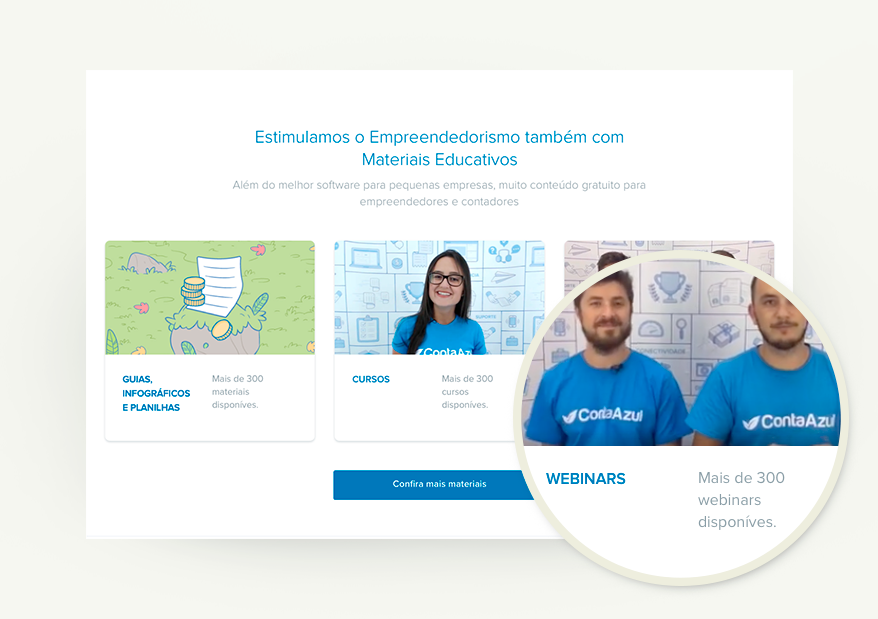 Estimulamos o Empreendedorismo também com
Materiais Educativos
Além do melhor software para pequenas empresas, muito conteúdo gratuito para
empreendedores e contadores
GUIAS,
INFOGRÁFICOS
E PLANILHAS
Mais de 300
materiais
disponíves.
SUPORTE
ContaAzul
CURSOS
Mais de 300
cursos
disponíves.
Confira mais materiais
CONECTIVIDADE
ContaAzul
ContaAzul
WEBINARS
Mais de 300
webinars
disponíves.